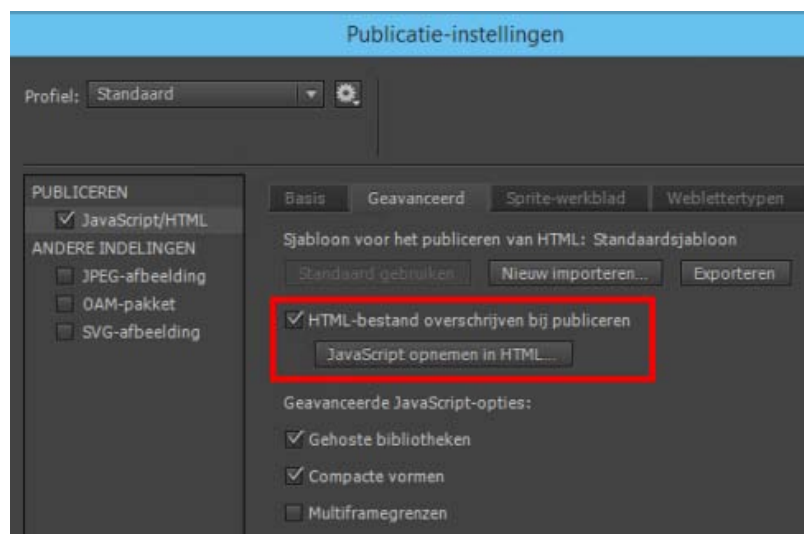 Publicatie-instellingen
Profiel: Standaard
PUBLICEREN
JavaScript/HTML
ANDERE INDELINGEN
JPEG-afbeelding
OAM-pakket
SVG-afbeelding
Basis Geavanceerd Sprite-werkblad Weblettertypen
Sjabloon voor het publiceren van HTML: Standaardsjabloon
Standaard gebruiken Nieuw importeren... Exporteren
HTML-bestand overschrijven bij publiceren
JavaScript opnemen in HTML...
Geavanceerde JavaScript-opties:
Gehoste bibliotheken
Compacte vormen
Multiframegrenzen